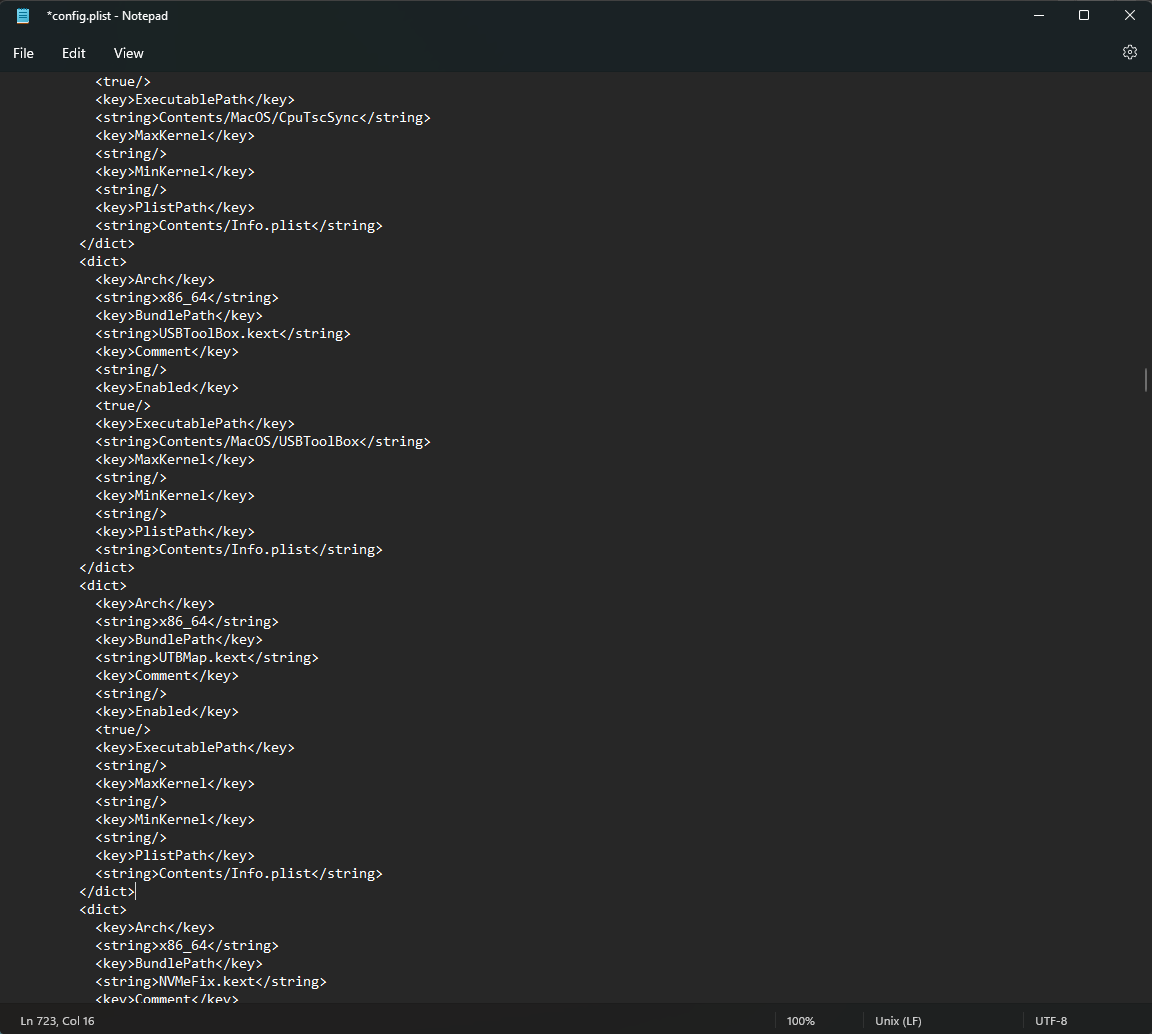 *config.plist - Notepad
File Edit View
<true/>
<key>ExecutablePath</key>
<string>Contents/MacOS/CpuTscSync</string>
<key>MaxKernel</key>
<string/>
<key>MinKernel</key>
<string/>
<key>PlistPath</key>
<string>Contents/Info.plist</string>
</dict>
<dict>
<key>Arch</key>
<string>x86_64</string>
<key>BundlePath</key>
<string>USBToolBox.kext</string>
<key>Comment</key>
<string/>
<key>Enabled</key>
<true/>
<key>ExecutablePath</key>
<string>Contents/MacOS/USBToolBox</string>
<key>MaxKernel</key>
<string/>
<key>MinKernel</key>
<string/>
<key>PlistPath</key>
<string>Contents/Info.plist</string>
</dict>
<dict>
<key>Arch</key>
<string>x86_64</string>
<key>BundlePath</key>
<string>UTBMap.kext</string>
<key>Comment</key>
<string/>
<key>Enabled</key>
<true/>
<key>ExecutablePath</key>
<string/>
<key>MaxKernel</key>
<string/>
<key>MinKernel</key>
<string/>
<key>PlistPath</key>
<string>Contents/Info.plist</string>
</dict>
<dict>
<key>Arch</key>
<string>x86_64</string>
<key>BundlePath</key>
<string>NVMeFix.kext</string>
<key>Comment</key>
Ln 723, Col 16 100% Unix (LF) UTF-8